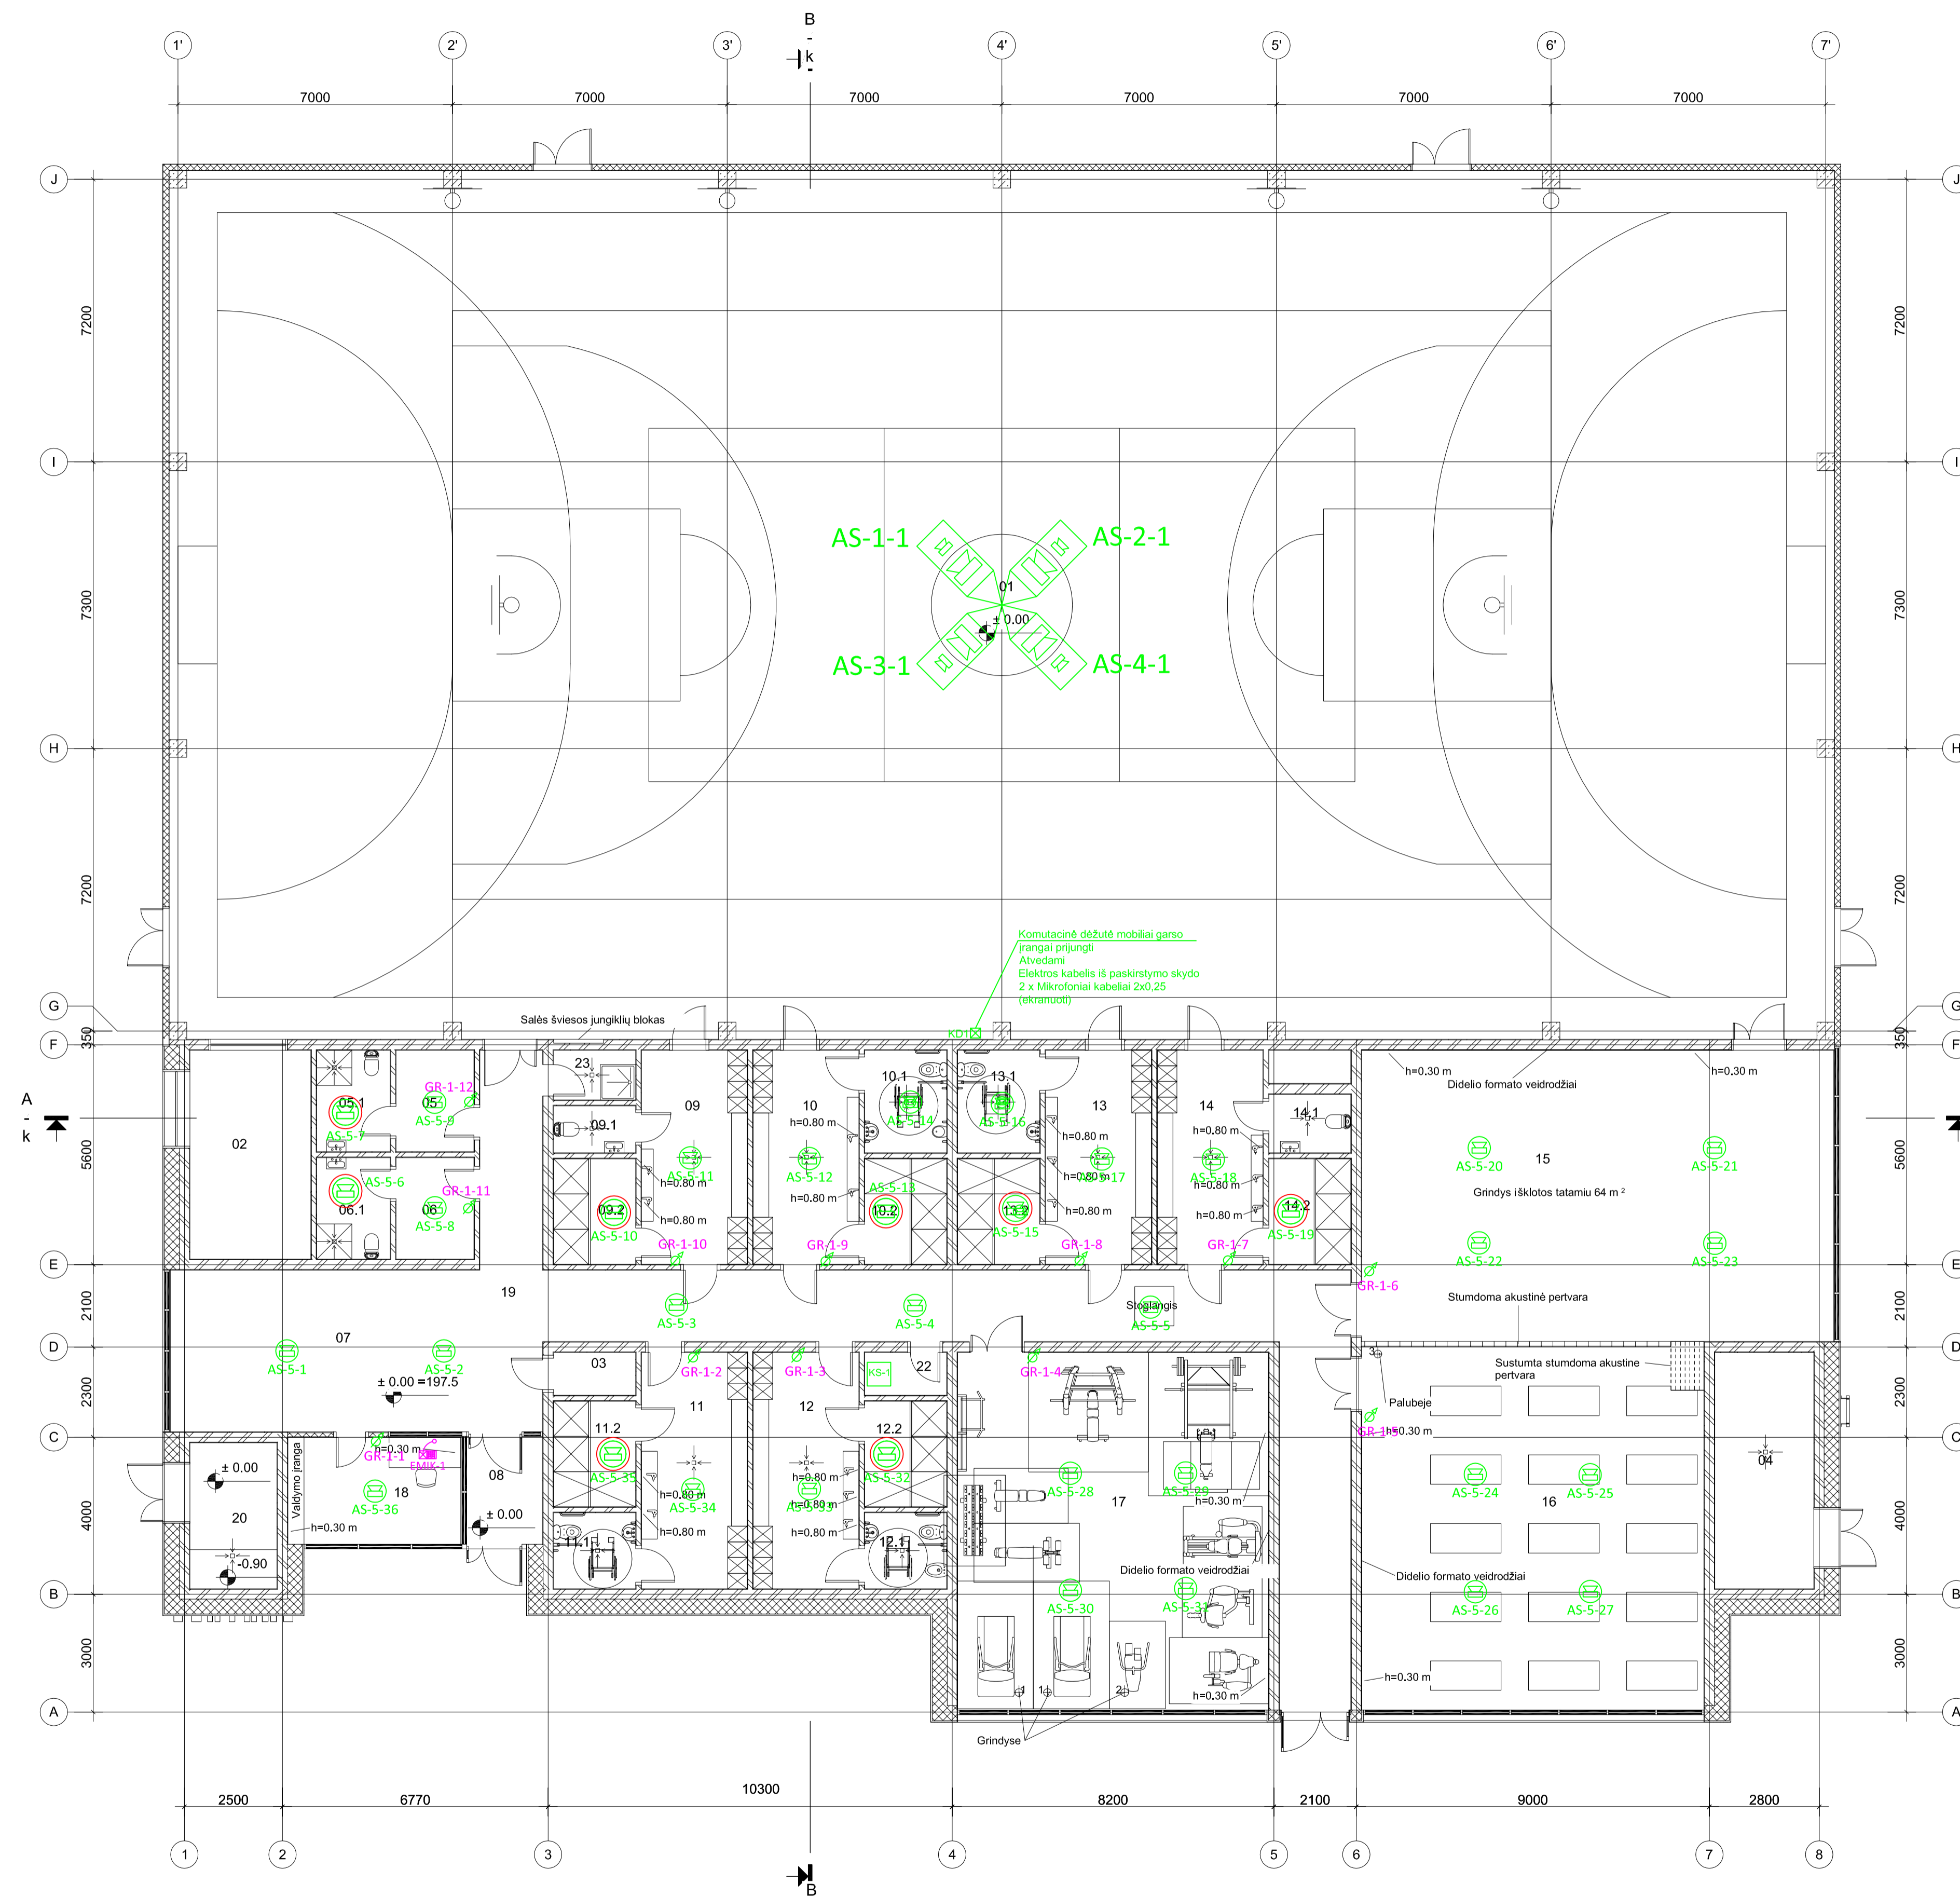 B
-
k
1' 2' 3' 4' 5' 6' 7'
7000 7000 7000 7000 7000 7000
J J
7200 7200
I I
AS-1-1 AS-2-1
01
7300 7300
± 0.00
AS-3-1 AS-4-1
H H
7200 7200
Komutacinė dėžutė mobiliai garso
įrangai prijungti
Atvedami
Elektros kabelis iš paskirstymo skydo
2 x Mikrofoniai kabeliai 2x0,25
(ekranuoti)
G G
Salės šviesos jungiklių blokas
KD1
350 350
F F
h=0.30 m h=0.30 m
Didelio formato veidrodžiai
23 10.1 13.1
GR-1-12
A
-
k
05.1 05 09 10 13 14 14.1
AS-5-7 AS-5-9 AS-5-14 AS-5-16
09.1 h=0.80 m h=0.80 m h=0.80 m
02 5600 5600
AS-5-20 15 AS-5-21
AS-5-6 AS-5-11 AS-5-12 AS-5-17 AS-5-18
h=0.80 m h=0.80 m h=0.80 m
GR-1-11 AS-5-13 h=0.80 m
Grindys išklotos tatamiu 64 m 2
06.1 06 09.2 10.2 13.2 14.2
AS-5-8 h=0.80 m h=0.80 m h=0.80 m
AS-5-10 AS-5-15 AS-5-19
GR-1-10 GR-1-9 GR-1-8 GR-1-7
AS-5-22 AS-5-23
E E
GR-1-6
19
Stumdoma akustinė pertvara
2100 2100
AS-5-3 AS-5-4 Stoglangis
AS-5-5
07
D D
AS-5-1 AS-5-2
03 GR-1-2 GR-1-3 22 GR-1-4 3
KS-1
Sustumta stumdoma akustine
pertvara
± 0.00 =197.5
2300 2300
Palubeje
11 12
11.2 12.2
C C
GR-1-5 h=0.30 m
h=0.30 m
GR-1-1
EMIK-1
Valdymo įranga
± 0.00
08
04
AS-5-35 h=0.80 m AS-5-32
AS-5-28 AS-5-29 AS-5-24 AS-5-25
18
h=0.80 m h=0.80 m h=0.30 m
AS-5-36 AS-5-34 AS-5-33 17 16
20 ± 0.00
4000 4000
h=0.30 m h=0.80 m h=0.80 m
11.1 12.1
-0.90
Didelio formato veidrodžiai
Didelio formato veidrodžiai
B B
AS-5-30 AS-5-31 AS-5-26 AS-5-27
3000 3000
h=0.30 m
1 1 2 h=0.30 m
A A
Grindyse
2500 6770 10300 8200 2100 9000 2800
1 2 3 4 5 6 7 8
B